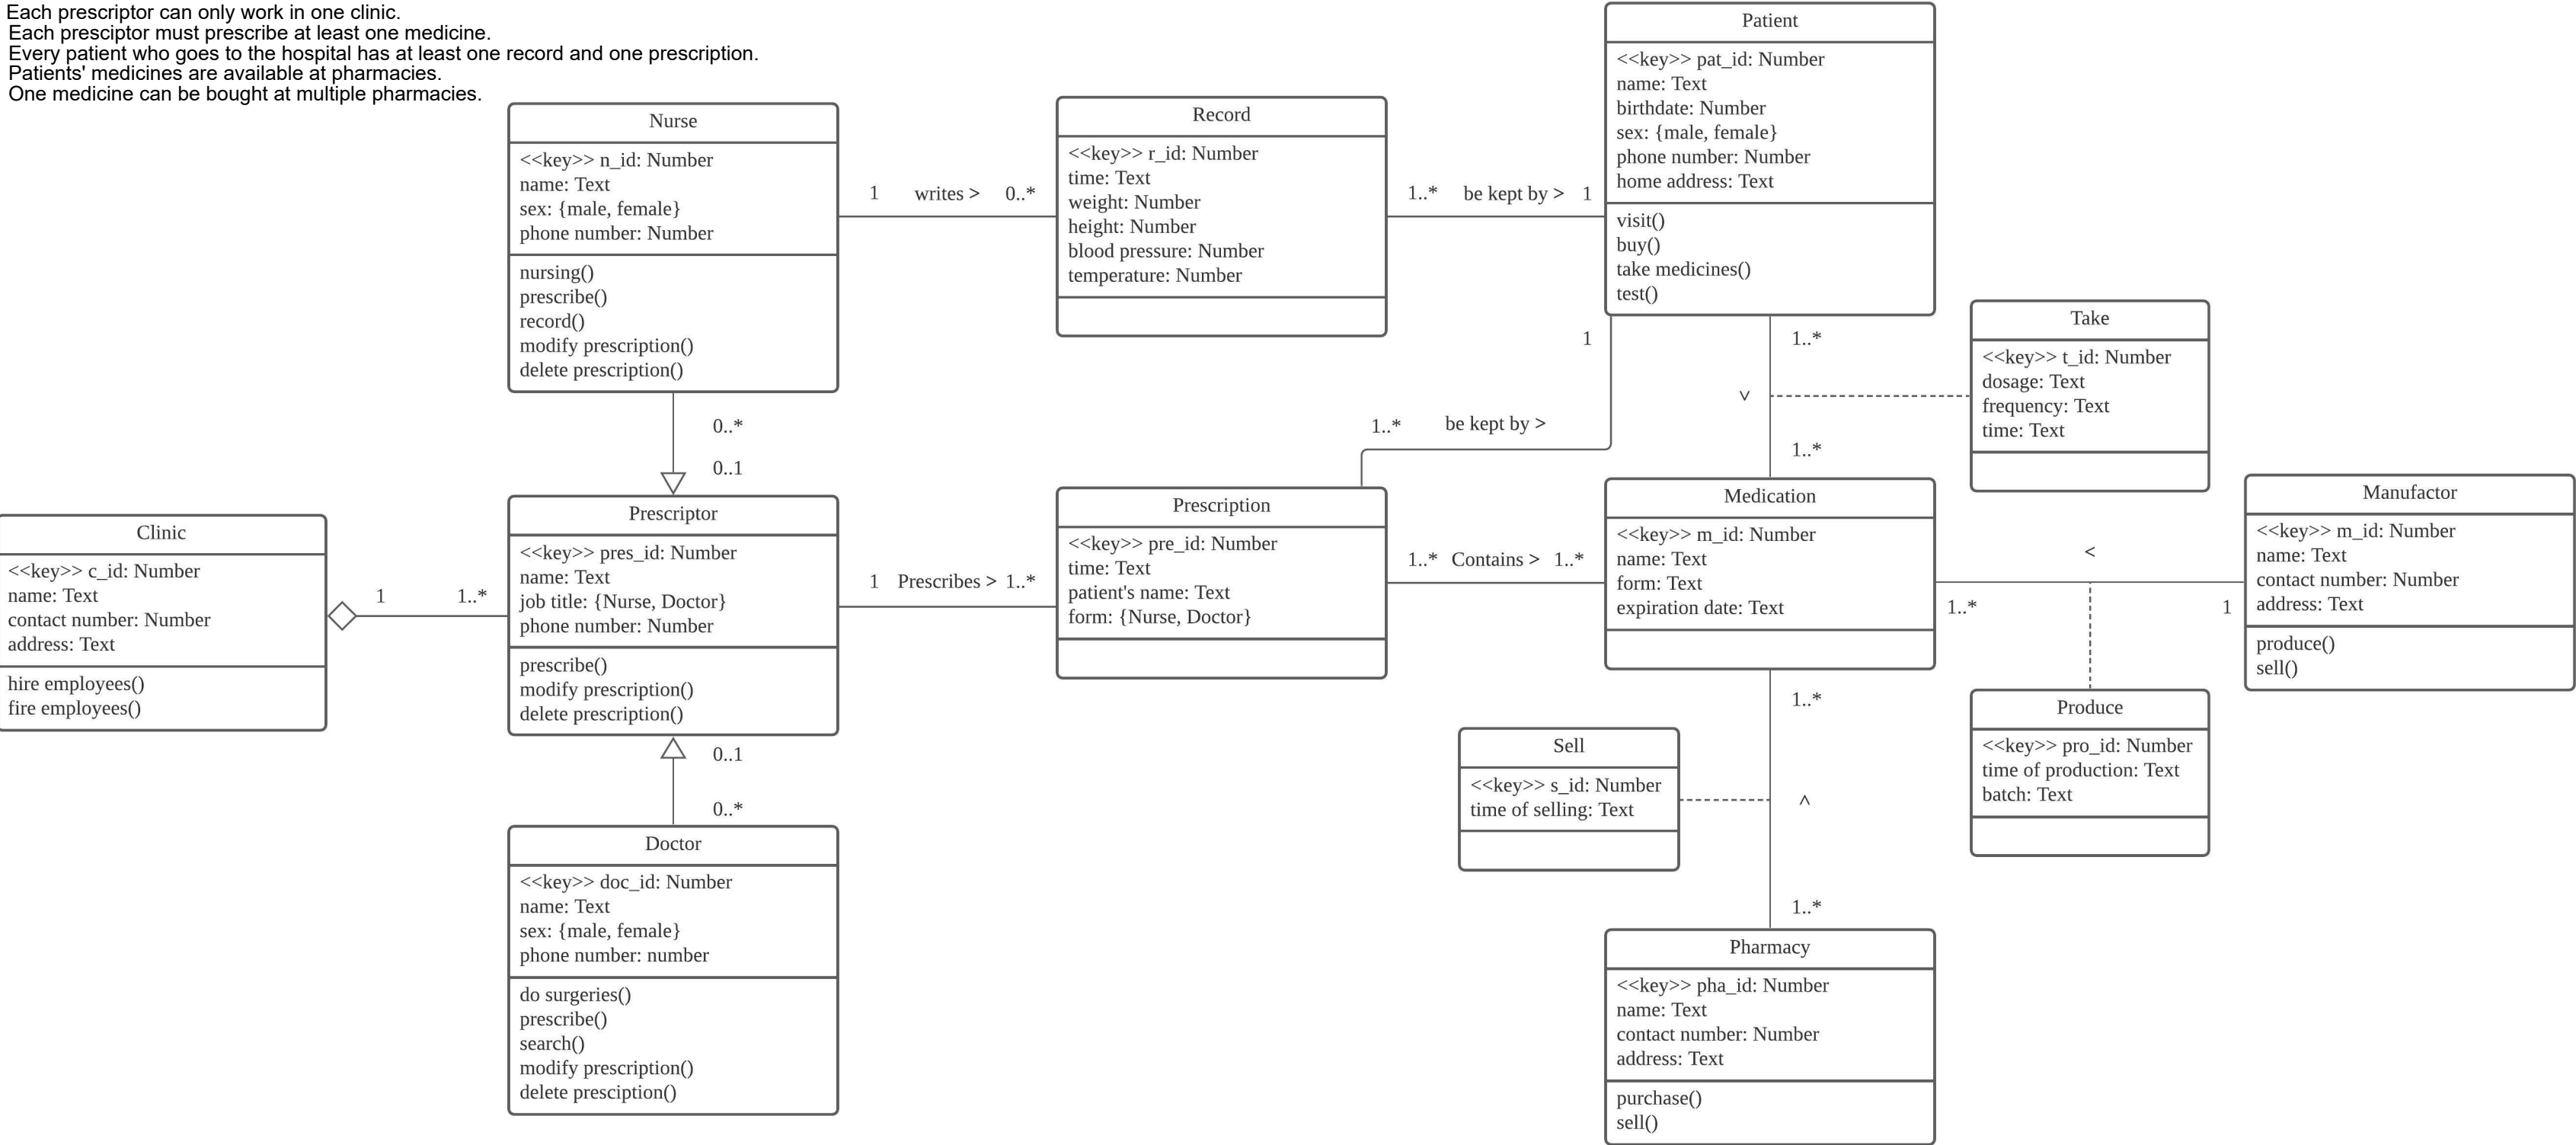 Each prescriptor can only work in one clinic.
Each presciptor must prescribe at least one medicine.
Every patient who goes to the hospital has at least one record and one prescription.
Patients' medicines are available at pharmacies.
One medicine can be bought at multiple pharmacies.
Nurse
<<key>> n_id: Number
name: Text
sex: {male, female}
phone number: Number
nursing()
prescribe()
record()
modify prescription()
delete prescription()
1 writes > 0..*
Record
<<key>> r_id: Number
time: Text
weight: Number
height: Number
blood pressure: Number
temperature: Number
1..* be kept by > 1
Patient
<<key>> pat_id: Number
name: Text
birthdate: Number
sex: {male, female}
phone number: Number
home address: Text
visit()
buy()
take medicines()
test()
1
1..*
Take
<<key>> t_id: Number
dosage: Text
frequency: Text
time: Text
v
1..* be kept by >
1..*
0..*
0..1
Clinic
<<key>> c_id: Number
name: Text
contact number: Number
address: Text
hire employees()
fire employees()
1 1..*
Prescriptor
<<key>> pres_id: Number
name: Text
job title: {Nurse, Doctor}
phone number: Number
prescribe()
modify prescription()
delete prescription()
1 Prescribes > 1..*
Prescription
<<key>> pre_id: Number
time: Text
patient's name: Text
form: {Nurse, Doctor}
1..* Contains > 1..*
Medication
<<key>> m_id: Number
name: Text
form: Text
expiration date: Text
<
1..* 1
Manufactor
<<key>> m_id: Number
name: Text
contact number: Number
address: Text
produce()
sell()
Produce
<<key>> pro_id: Number
time of production: Text
batch: Text
1..*
Sell
<<key>> s_id: Number
time of selling: Text
^
1..*
0..1
0..*
Doctor
<<key>> doc_id: Number
name: Text
sex: {male, female}
phone number: number
do surgeries()
prescribe()
search()
modify prescription()
delete presciption()
Pharmacy
<<key>> pha_id: Number
name: Text
contact number: Number
address: Text
purchase()
sell()